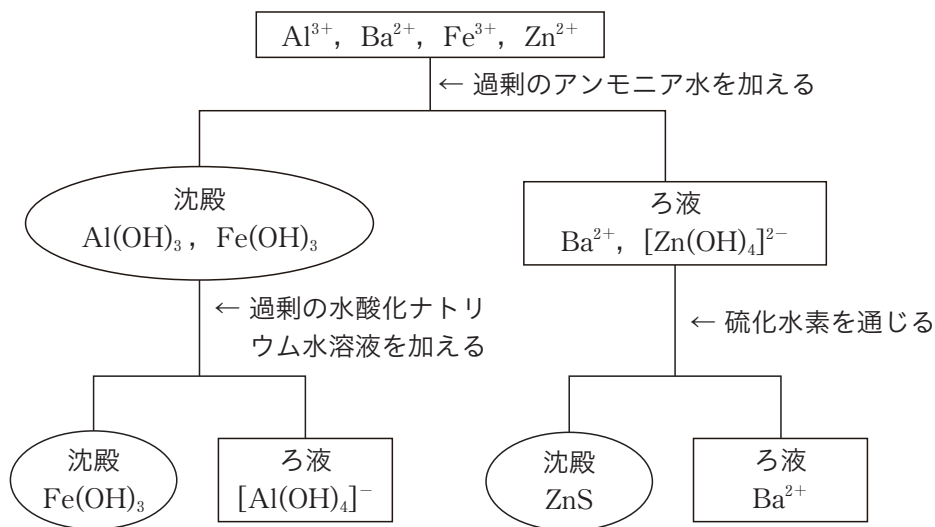 Al³⁺, Ba²⁺, Fe³⁺, Zn²⁺
← 過剰のアンモニア水を加える
沈殿
Al(OH)₃, Fe(OH)₃
ろ液
Ba²⁺, [Zn(OH)₄]²⁻
← 過剰の水酸化ナトリ
ウム水溶液を加える
← 硫化水素を通じる
沈殿
Fe(OH)₃
ろ液
[Al(OH)₄]⁻
沈殿
ZnS
ろ液
Ba²⁺